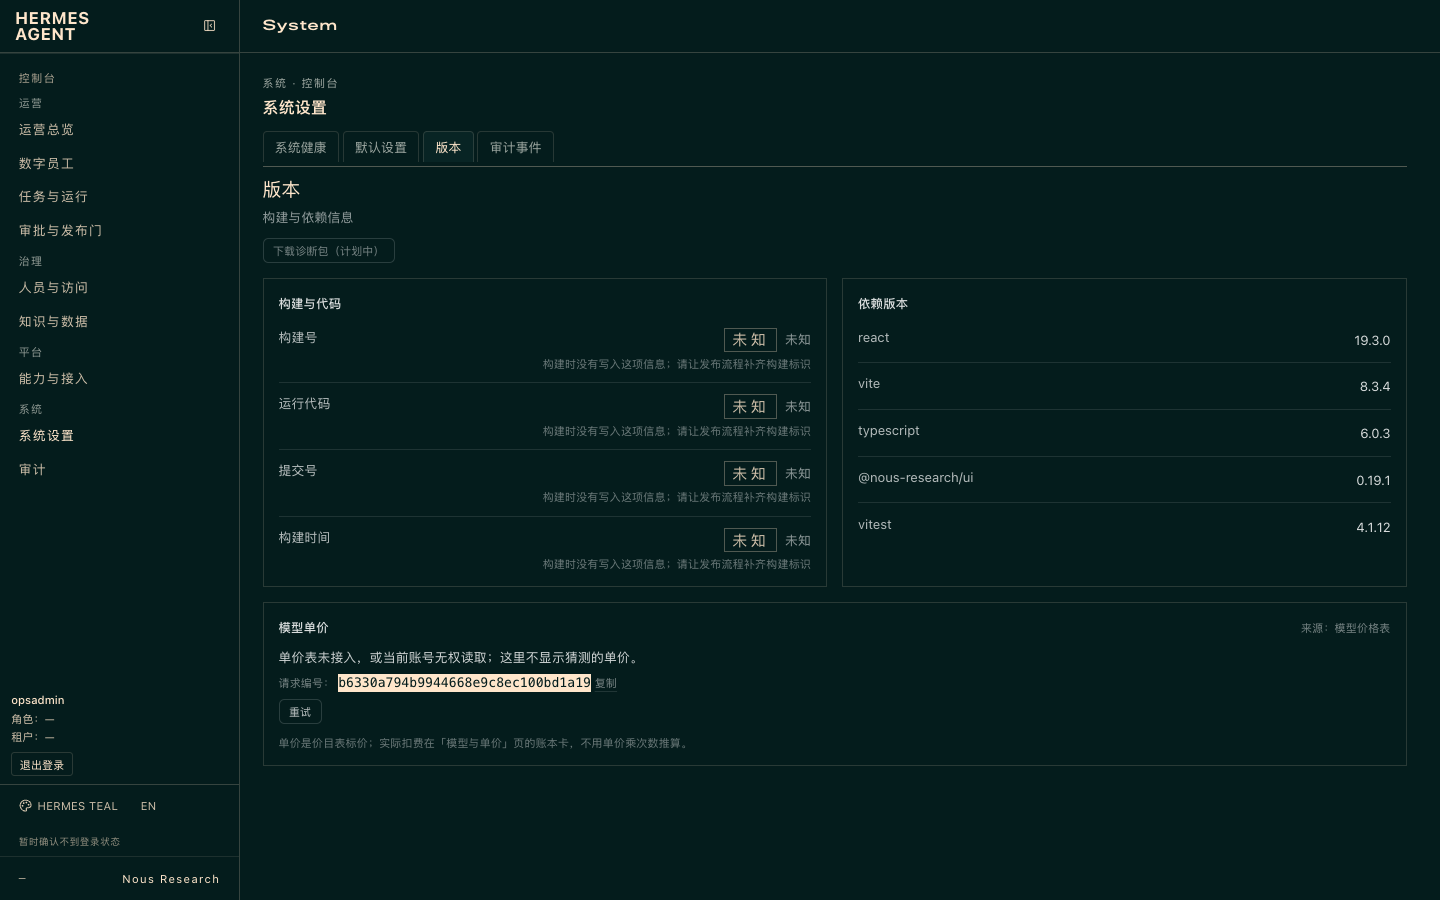 HERMES
AGENT
System
控制台
运营
运营总览
数字员工
任务与运行
审批与发布门
治理
人员与访问
知识与数据
平台
能力与接入
系统
系统设置
审计
opsadmin
角色：—
租户：—
退出登录
HERMES TEAL EN
暂时确认不到登录状态
— Nous Research
系统 · 控制台
系统设置
系统健康 默认设置 版本 审计事件
版本
构建与依赖信息
下载诊断包（计划中）
构建与代码
构建号 未知 未知
构建时没有写入这项信息；请让发布流程补齐构建标识
运行代码 未知 未知
构建时没有写入这项信息；请让发布流程补齐构建标识
提交号 未知 未知
构建时没有写入这项信息；请让发布流程补齐构建标识
构建时间 未知 未知
构建时没有写入这项信息；请让发布流程补齐构建标识
依赖版本
react 19.3.0
vite 8.3.4
typescript 6.0.3
@nous-research/ui 0.19.1
vitest 4.1.12
模型单价 来源：模型价格表
单价表未接入，或当前账号无权读取；这里不显示猜测的单价。
请求编号： b6330a794b9944668e9c8ec100bd1a19 复制
重试
单价是价目表标价；实际扣费在「模型与单价」页的账本卡，不用单价乘次数推算。